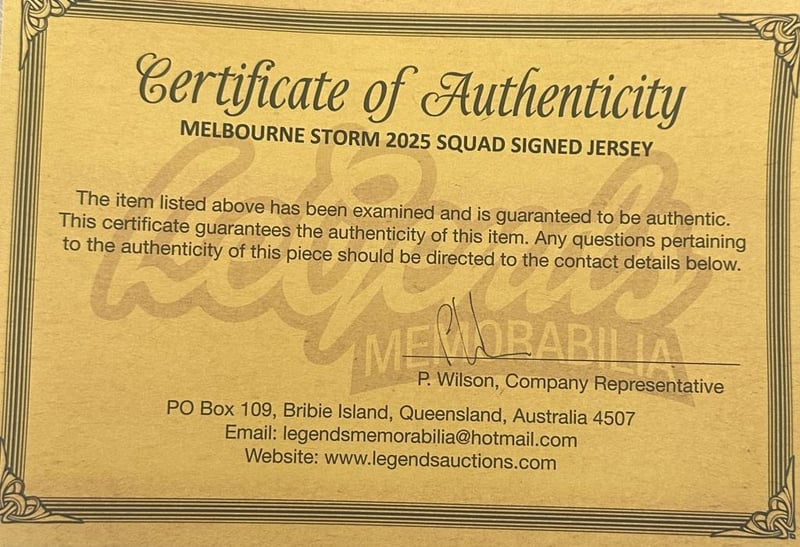 Certificate of Authenticity
MELBOURNE STORM 2025 SQUAD SIGNED JERSEY
The item listed above has been examined and is guaranteed to be authentic.
This certificate guarantees the authenticity of this item. Any questions pertaining
to the authenticity of this piece should be directed to the contact details below.
Legends
MEMORABILIA
P. Wilson, Company Representative
PO Box 109, Bribie Island, Queensland, Australia 4507
Email: legendsmemorabilia@hotmail.com
Website: www.legendsauctions.com